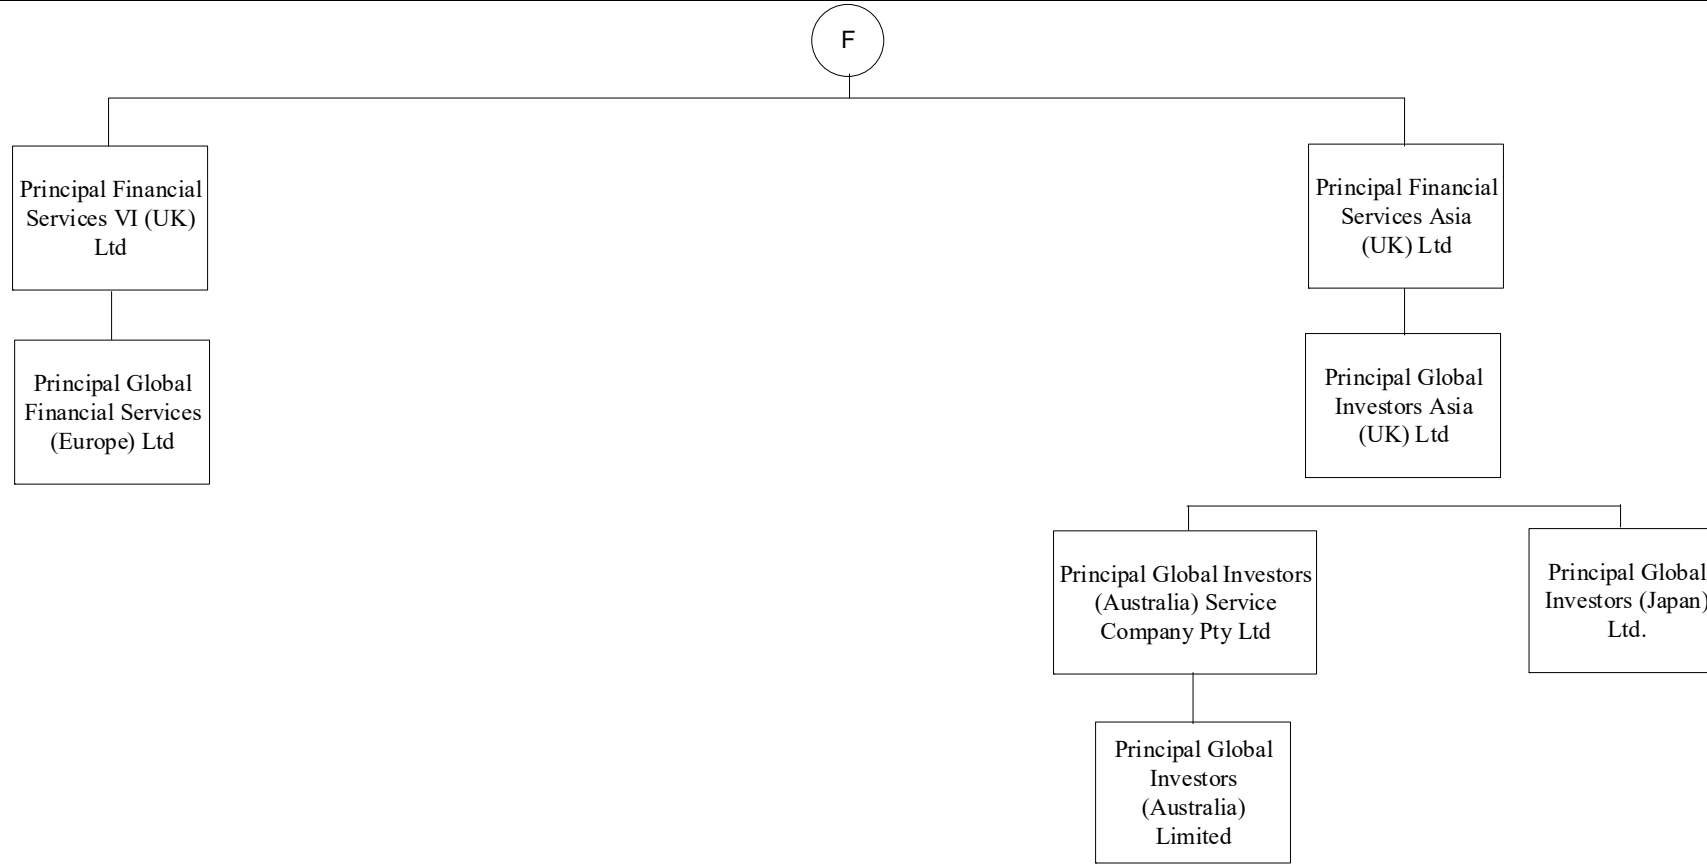 F
Principal Financial
Services VI (UK)
Ltd
Principal Financial
Services Asia
(UK) Ltd
Principal Global
Financial Services
(Europe) Ltd
Principal Global
Investors Asia
(UK) Ltd
Principal Global Investors
(Australia) Service
Company Pty Ltd
Principal Global
Investors (Japan)
Ltd.
Principal Global
Investors
(Australia)
Limited